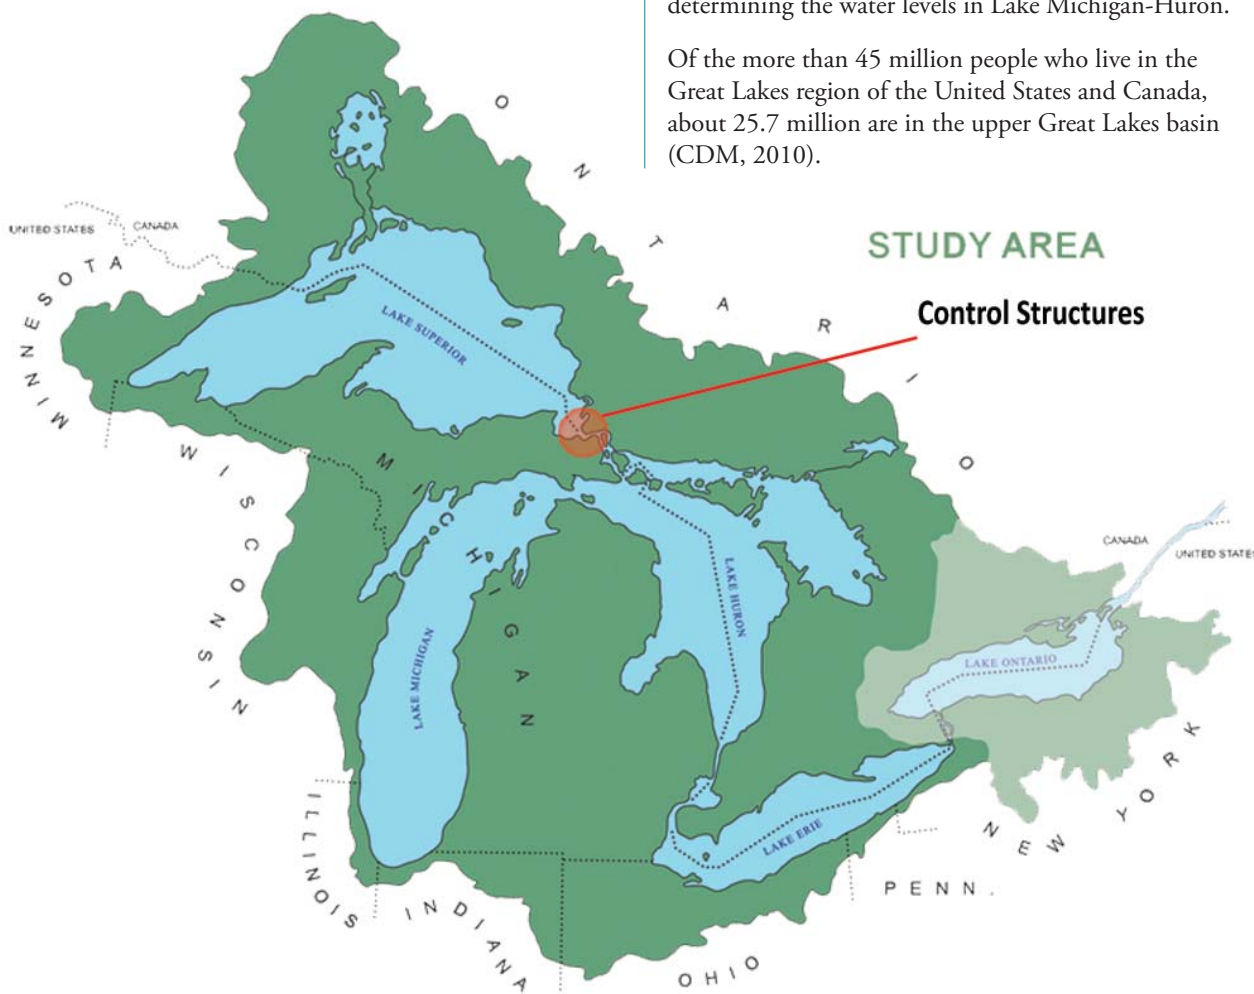 determining the water levels in Lake Michigan-Huron.
Of the more than 45 million people who live in the
Great Lakes region of the United States and Canada,
about 25.7 million are in the upper Great Lakes basin
(CDM, 2010).
ONTARIO
UNITED STATES
CANADA
STUDY AREA
Control Structures
MINNESOTA
LAKE SUPERIOR
WISCONSIN
MICHIGAN
LAKE HURON
LAKE MICHIGAN
CANADA
UNITED STATES
LAKE ONTARIO
NEW YORK
LAKE ERIE
ILLINOIS
INDIANA
OHIO
PENN.